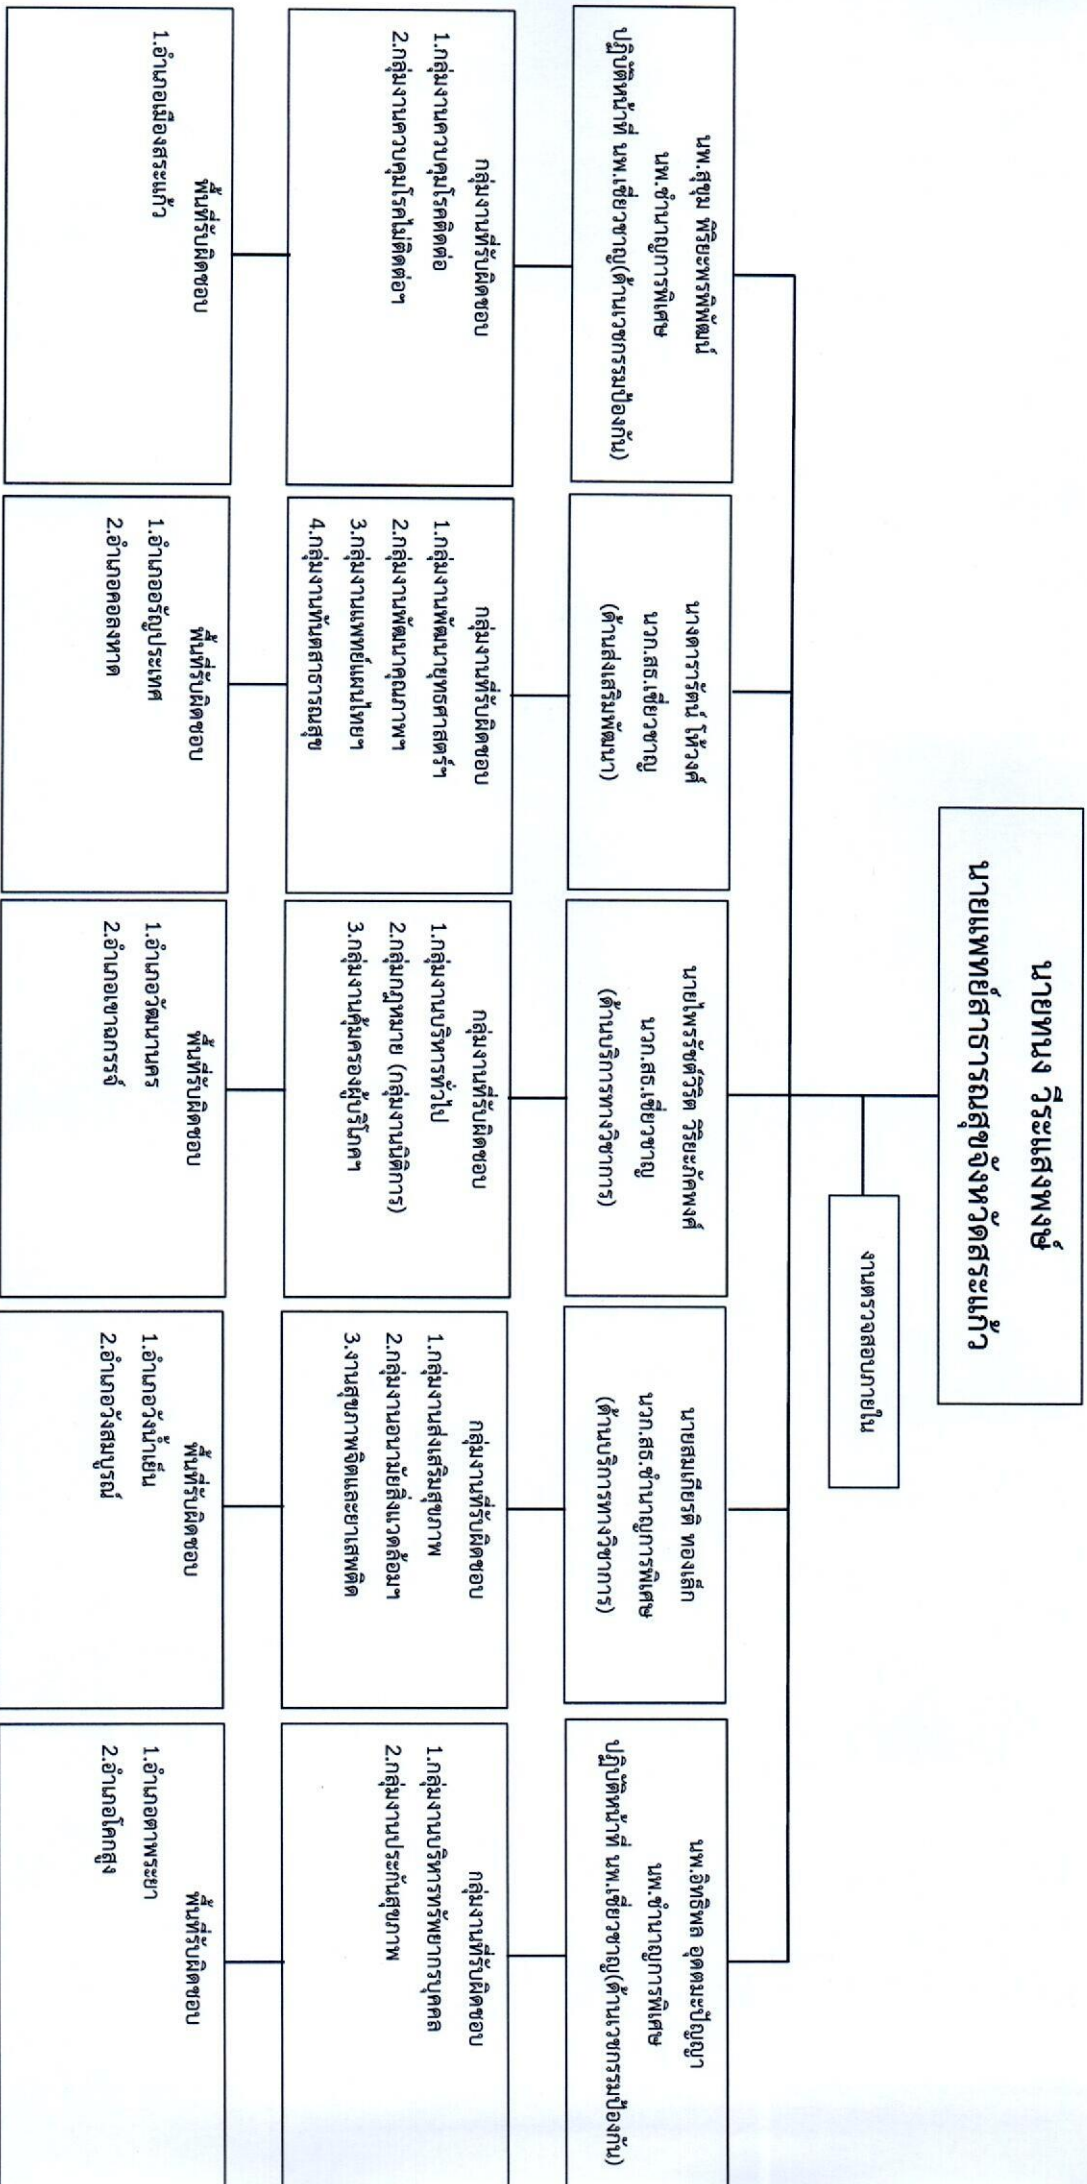 นายทนง วีระแสงพงษ์
นายแพทย์สาธารณสุขจังหวัดสระแก้ว
งานตรวจสอบภายใน
นพ.สุขุม พิริยะพรพิพัฒน์
นพ.ชำนาญการพิเศษ
ปฏิบัติหน้าที่ นพ.เชี่ยวชาญ(ด้านเวชกรรมป้องกัน)
นางดารารัตน์ โห้วงศ์
นวก.สธ.เชี่ยวชาญ
(ด้านส่งเสริมพัฒนา)
นายไพรรัชต์วิริต วิริยะภัคพงศ์
นวก.สธ.เชี่ยวชาญ
(ด้านบริการทางวิชาการ)
นายสมเกียรติ ทองเล็ก
นวก.สธ.ชำนาญการพิเศษ
(ด้านบริการทางวิชาการ)
นพ.อิทธิพล อุดตมะปัญญา
นพ.ชำนาญการพิเศษ
ปฏิบัติหน้าที่ นพ.เชี่ยวชาญ(ด้านเวชกรรมป้องกัน)
กลุ่มงานที่รับผิดชอบ
1.กลุ่มงานควบคุมโรคติดต่อ
2.กลุ่มงานควบคุมโรคไม่ติดต่อฯ
กลุ่มงานที่รับผิดชอบ
1.กลุ่มงานพัฒนายุทธศาสตร์ฯ
2.กลุ่มงานพัฒนาคุณภาพฯ
3.กลุ่มงานแพทย์แผนไทยฯ
4.กลุ่มงานทันตสาธารณสุข
กลุ่มงานที่รับผิดชอบ
1.กลุ่มงานบริหารทั่วไป
2.กลุ่มกฎหมาย (กลุ่มงานนิติการ)
3.กลุ่มงานคุ้มครองผู้บริโภคฯ
กลุ่มงานที่รับผิดชอบ
1.กลุ่มงานส่งเสริมสุขภาพ
2.กลุ่มงานอนามัยสิ่งแวดล้อมฯ
3.งานสุขภาพจิตและยาเสพติด
กลุ่มงานที่รับผิดชอบ
1.กลุ่มงานบริหารทรัพยากรบุคคล
2.กลุ่มงานประกันสุขภาพ
พื้นที่รับผิดชอบ
1.อำเภอเมืองสระแก้ว
พื้นที่รับผิดชอบ
1.อำเภออรัญประเทศ
2.อำเภอคลองหาด
พื้นที่รับผิดชอบ
1.อำเภอวัฒนานคร
2.อำเภอเขาฉกรรจ์
พื้นที่รับผิดชอบ
1.อำเภอวังน้ำเย็น
2.อำเภอวังสมบูรณ์
พื้นที่รับผิดชอบ
1.อำเภอตาพระยา
2.อำเภอโคกสูง